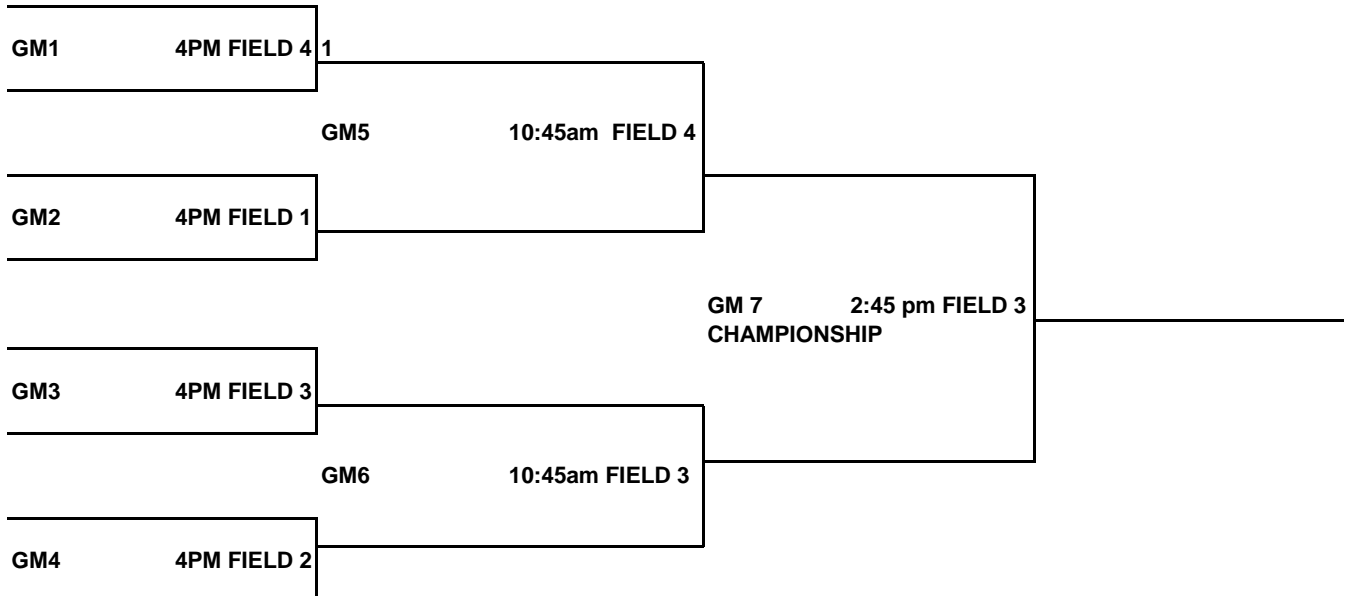 GM1 4PM FIELD 4 1
GM5 10:45am FIELD 4
GM2 4PM FIELD 1
GM 7 2:45 pm FIELD 3
CHAMPIONSHIP
GM3 4PM FIELD 3
GM6 10:45am FIELD 3
GM4 4PM FIELD 2